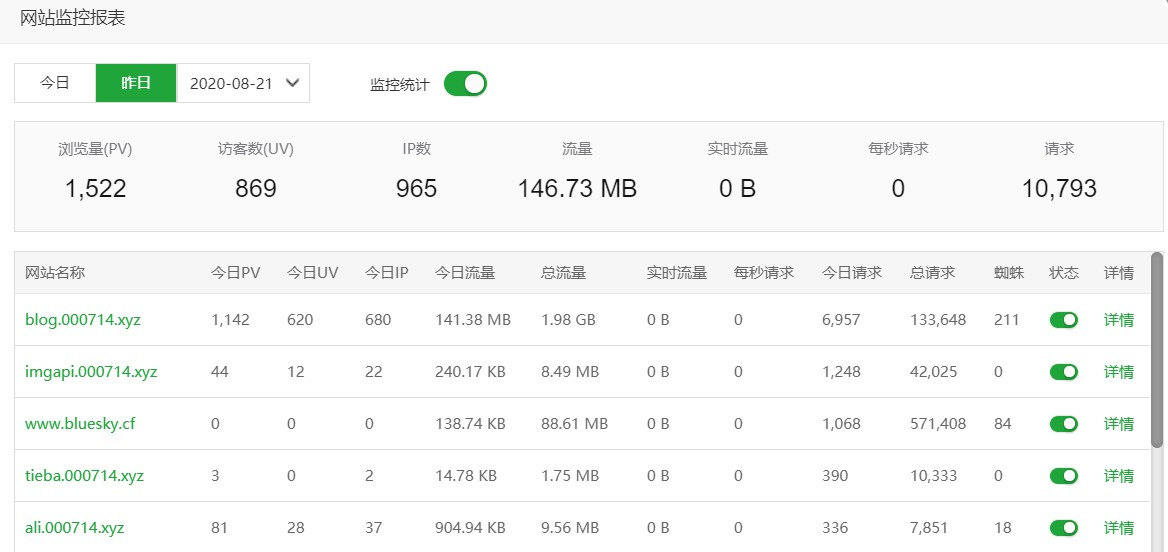 网站监控报表
今日 昨日 2020-08-21 监控统计
浏览量(PV) 访客数(UV) IP数 流量 实时流量 每秒请求 请求
1,522 869 965 146.73 MB 0 B 0 10,793
网站名称 今日PV 今日UV 今日IP 今日流量 总流量 实时流量 每秒请求 今日请求 总请求 蜘蛛 状态 详情
blog.000714.xyz 1,142 620 680 141.38 MB 1.98 GB 0 B 0 6,957 133,648 211 详情
imgapi.000714.xyz 44 12 22 240.17 KB 8.49 MB 0 B 0 1,248 42,025 0 详情
www.bluesky.cf 0 0 0 138.74 KB 88.61 MB 0 B 0 1,068 571,408 84 详情
tieba.000714.xyz 3 0 2 14.78 KB 1.75 MB 0 B 0 390 10,333 0 详情
ali.000714.xyz 81 28 37 904.94 KB 9.56 MB 0 B 0 336 7,851 18 详情